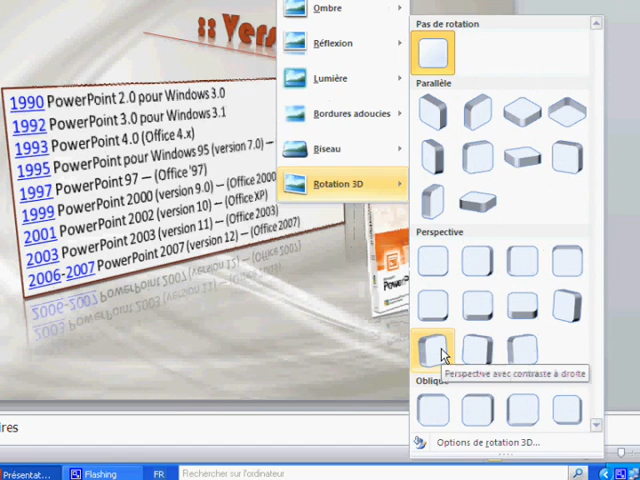 :: Vers
1990 PowerPoint 2.0 pour Windows 3.0
1992 PowerPoint 3.0 pour Windows 3.1
1993 PowerPoint 4.0 (Office 4.x)
1995 PowerPoint pour Windows 95 (version 7.0) —
1997 PowerPoint 97 — (Office '97)
1999 PowerPoint 2000 (version 9.0) — (Office 2000
2001 PowerPoint 2002 (version 10) — (Office XP)
2003 PowerPoint 2003 (version 11) — (Office 2003)
2006-2007 PowerPoint 2007 (version 12) — (Office 2007)
Ombre
Réflexion
Lumière
Bordures adoucies
Biseau
Rotation 3D
Pas de rotation
Parallèle
Perspective
Perspective avec contraste à droite
Oblique
Options de rotation 3D...
ires
Présentat...
Flashing
FR
Rechercher sur l'ordinateur